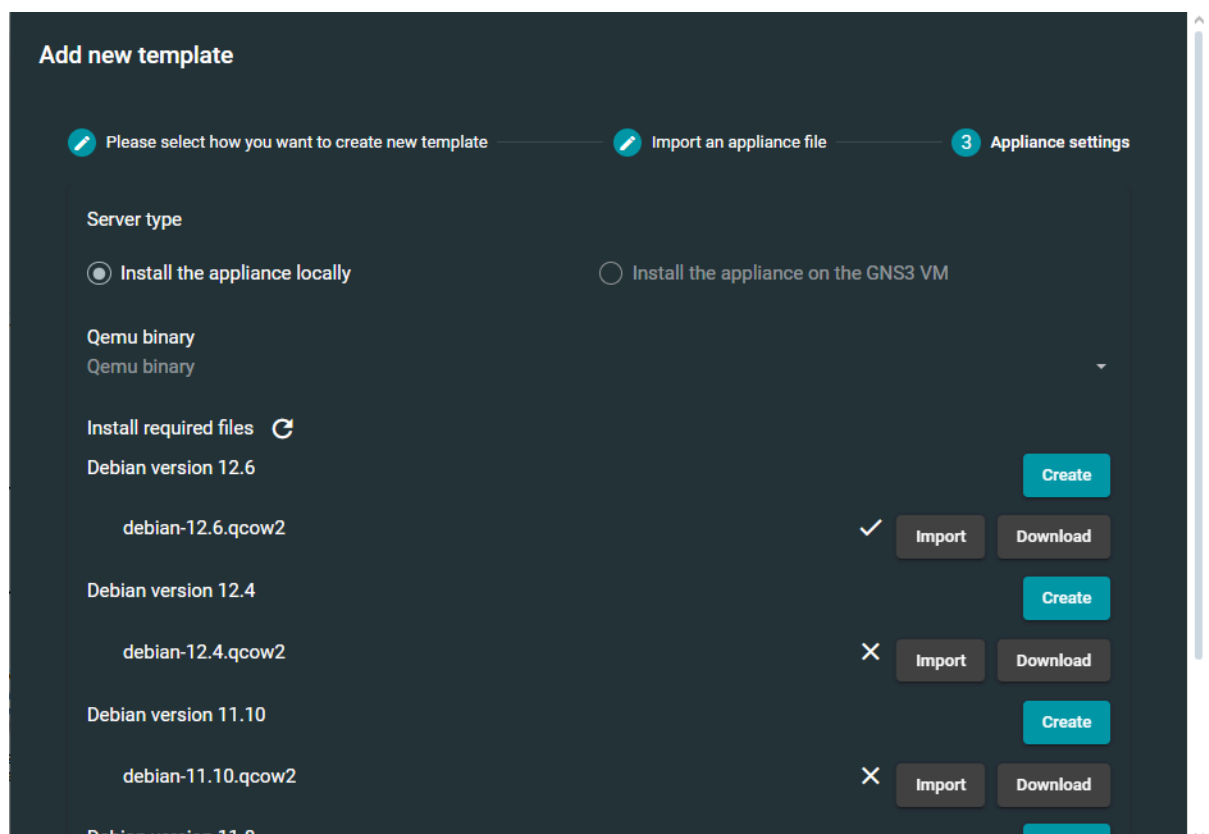 Add new template
Please select how you want to create new template
Import an appliance file
3 Appliance settings
Server type
Install the appliance locally
Install the appliance on the GNS3 VM
Qemu binary
Qemu binary
Install required files
Debian version 12.6
Create
debian-12.6.qcow2
Import
Download
Debian version 12.4
Create
debian-12.4.qcow2
Import
Download
Debian version 11.10
Create
debian-11.10.qcow2
Import
Download